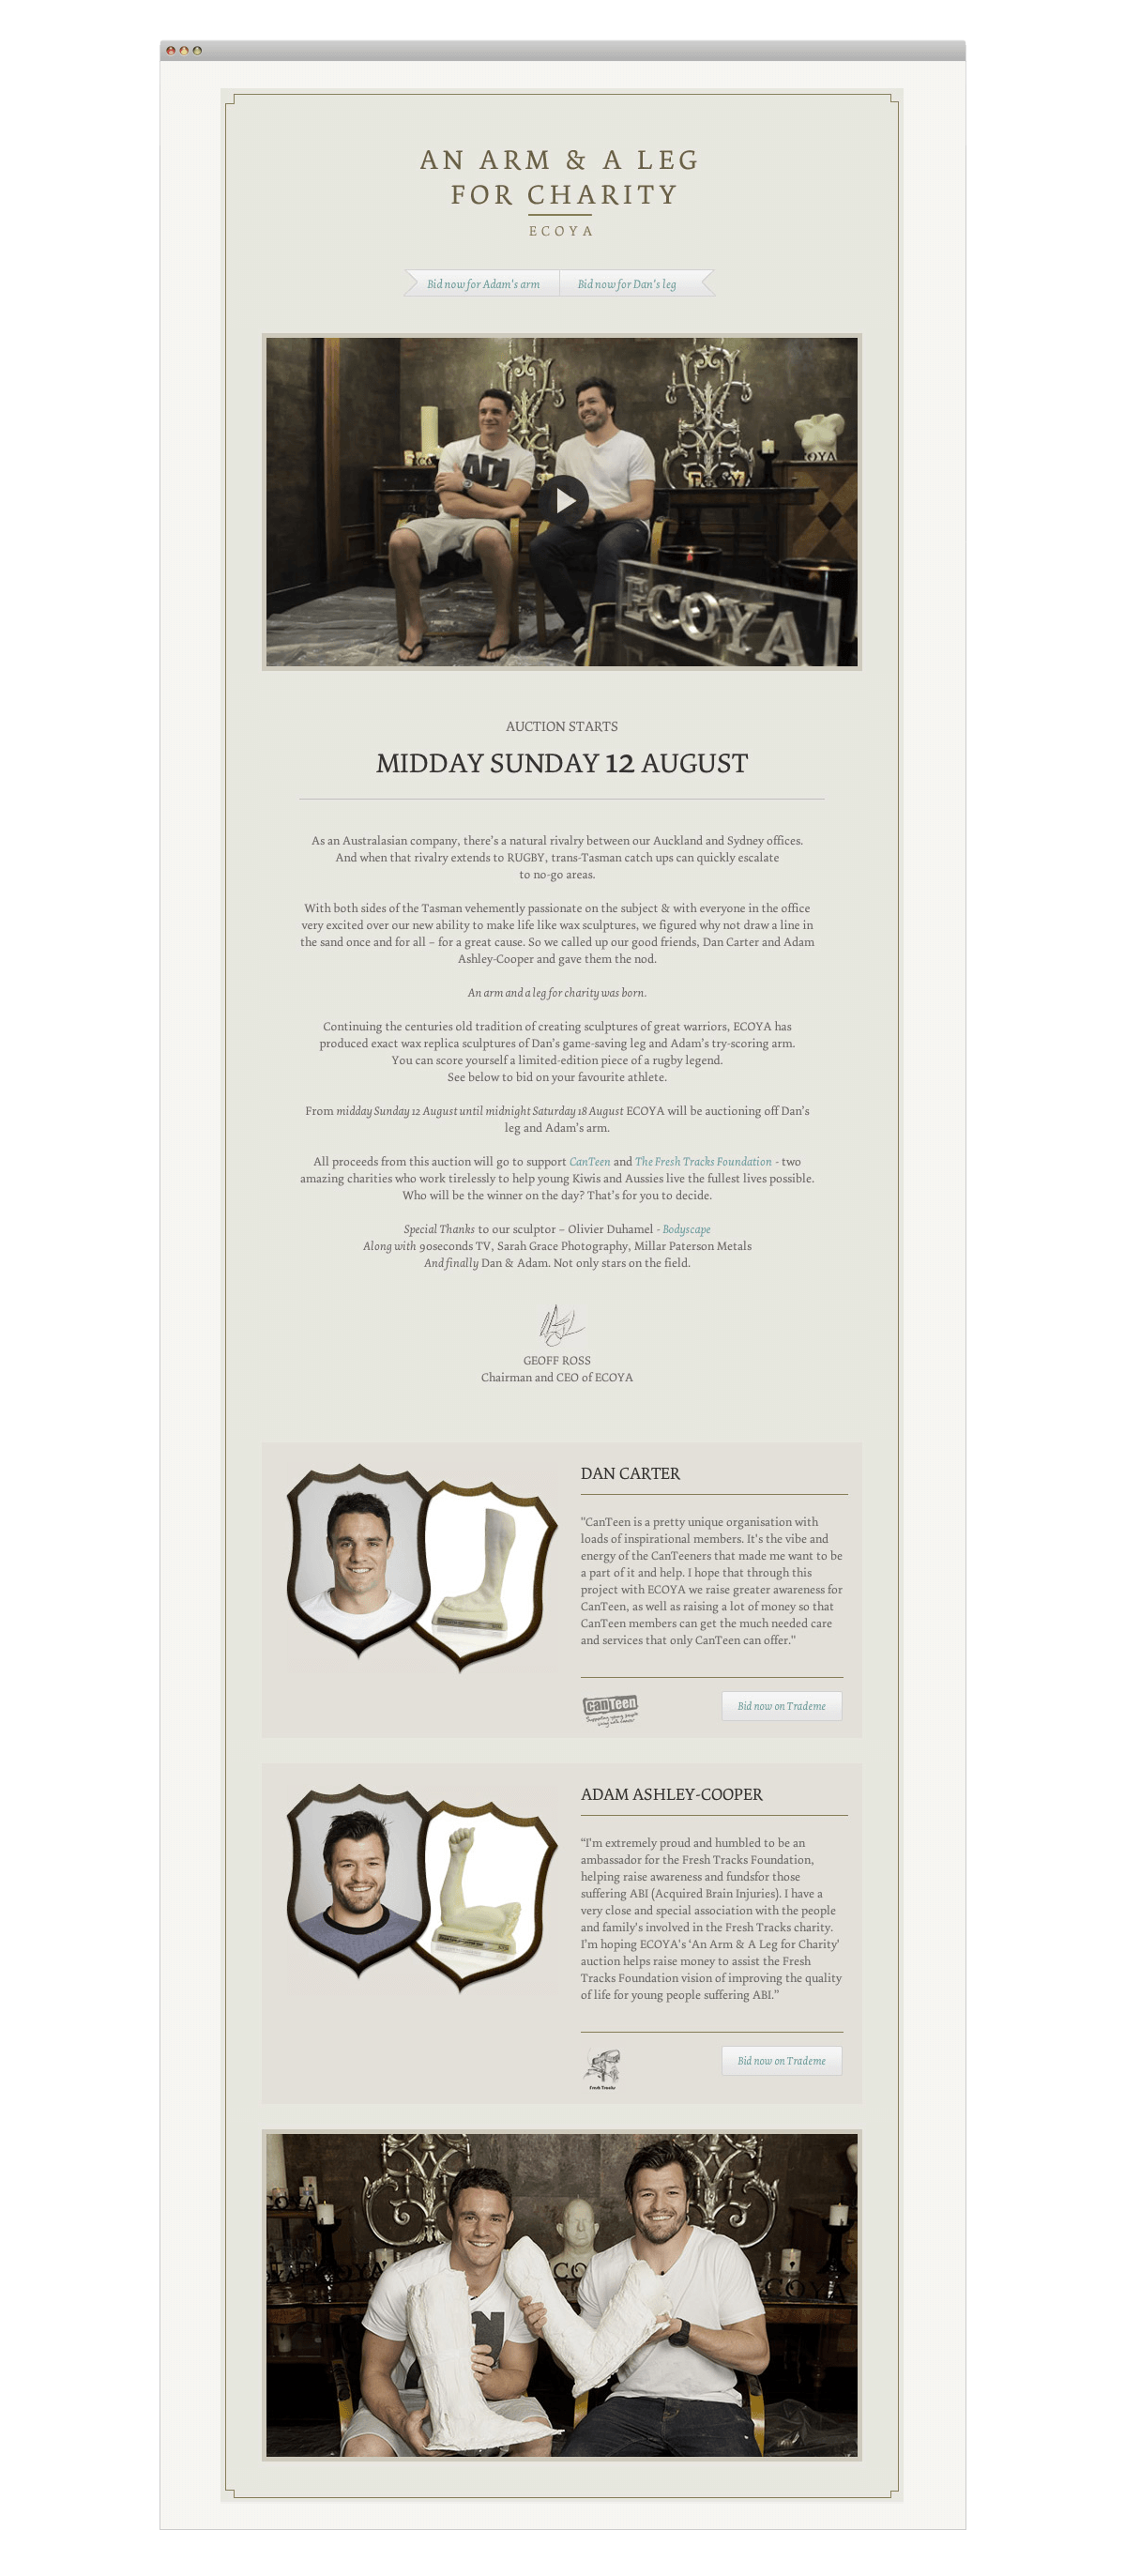 AN ARM & A LEG
FOR CHARITY
ECOYA
Bid now for Adam's arm
Bid now for Dan's leg
ECOYA
ECOYA
AUCTION STARTS
MIDDAY SUNDAY 12 AUGUST
As an Australasian company, there's a natural rivalry between our Auckland and Sydney offices.
And when that rivalry extends to RUGBY, trans-Tasman catch ups can quickly escalate
to no-go areas.
With both sides of the Tasman vehemently passionate on the subject & with everyone in the office
very excited over our new ability to make life like wax sculptures, we figured why not draw a line in
the sand once and for all – for a great cause. So we called up our good friends, Dan Carter and Adam
Ashley-Cooper and gave them the nod.
An arm and a leg for charity was born.
Continuing the centuries old tradition of creating sculptures of great warriors, ECOYA has
produced exact wax replica sculptures of Dan's game-saving leg and Adam's try-scoring arm.
You can score yourself a limited-edition piece of a rugby legend.
See below to bid on your favourite athlete.
From midday Sunday 12 August until midnight Saturday 18 August ECOYA will be auctioning off Dan's
leg and Adam's arm.
All proceeds from this auction will go to support CanTeen and The Fresh Tracks Foundation - two
amazing charities who work tirelessly to help young Kiwis and Aussies live the fullest lives possible.
Who will be the winner on the day? That's for you to decide.
Special Thanks to our sculptor – Olivier Duhamel - Bodyscape
Along with 90seconds TV, Sarah Grace Photography, Millar Paterson Metals
And finally Dan & Adam. Not only stars on the field.
GEOFF ROSS
Chairman and CEO of ECOYA
DAN CARTER
"CanTeen is a pretty unique organisation with
loads of inspirational members. It's the vibe and
energy of the CanTeeners that made me want to be
a part of it and help. I hope that through this
project with ECOYA we raise greater awareness for
CanTeen, as well as raising a lot of money so that
CanTeen members can get the much needed care
and services that only CanTeen can offer."
canTeen
Supporting young people
living with cancer
Bid now on Trademe
ADAM ASHLEY-COOPER
“I'm extremely proud and humbled to be an
ambassador for the Fresh Tracks Foundation,
helping raise awareness and fundsfor those
suffering ABI (Acquired Brain Injuries). I have a
very close and special association with the people
and family's involved in the Fresh Tracks charity.
I'm hoping ECOYA's ‘An Arm & A Leg for Charity’
auction helps raise money to assist the Fresh
Tracks Foundation vision of improving the quality
of life for young people suffering ABI.”
Fresh Tracks
Bid now on Trademe
ECOYA